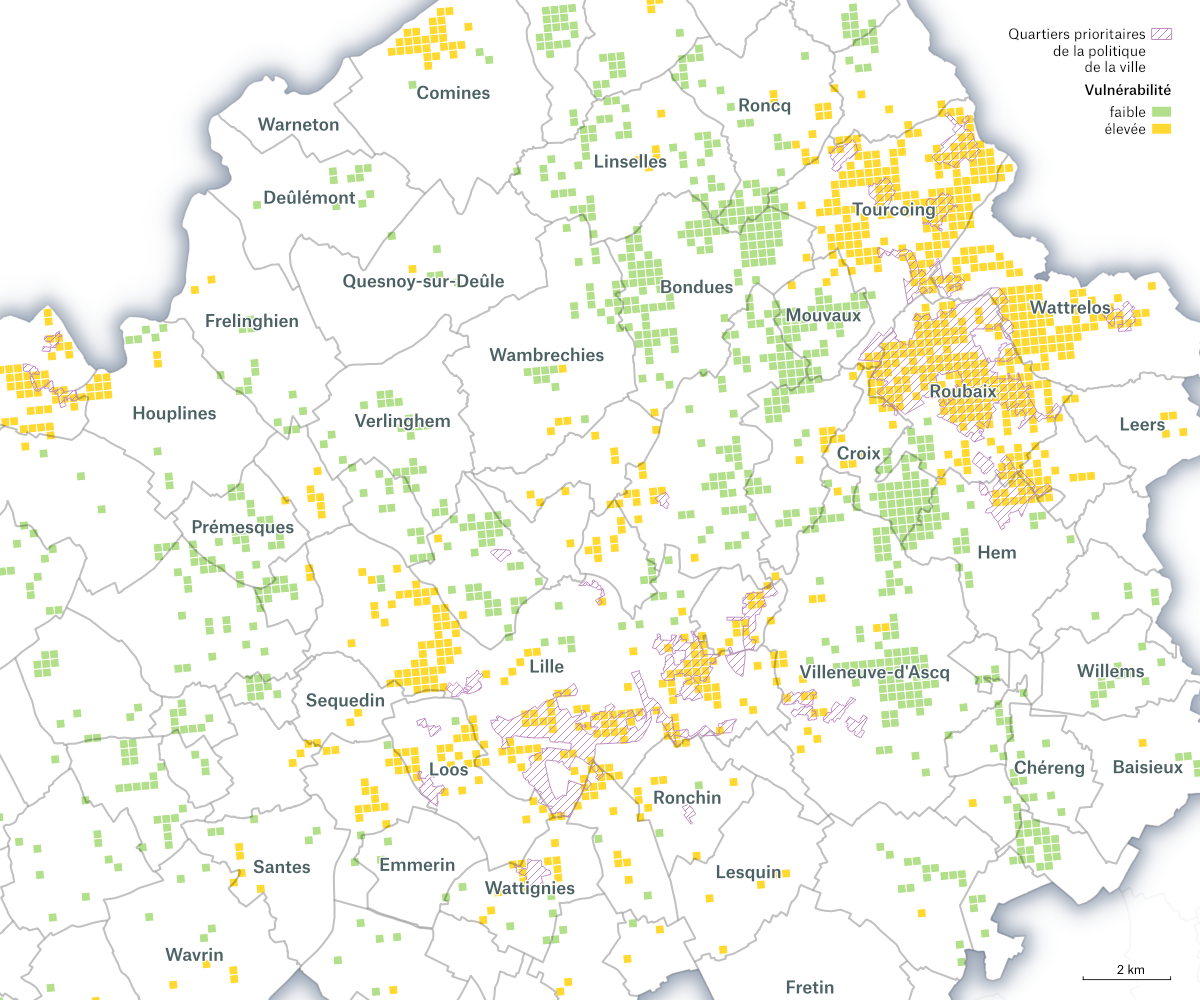 Quartiers prioritaires
de la politique
de la ville
Vulnérabilité
faible
élevée
Comines
Warneton
Roncq
Linselles
Deûlémont
Tourcoing
Quesnoy-sur-Deûle
Bondues
Wattrelos
Frelinghien
Mouvaux
Wambrechies
Roubaix
Houplines
Verlinghem
Leers
Croix
Prémesques
Hem
Lille
Villeneuve-d'Ascq
Willems
Sequedin
Loos
Chéreng
Baisieux
Ronchin
Santes
Emmerin
Lesquin
Wattignies
Wavrin
2 km
Fretin